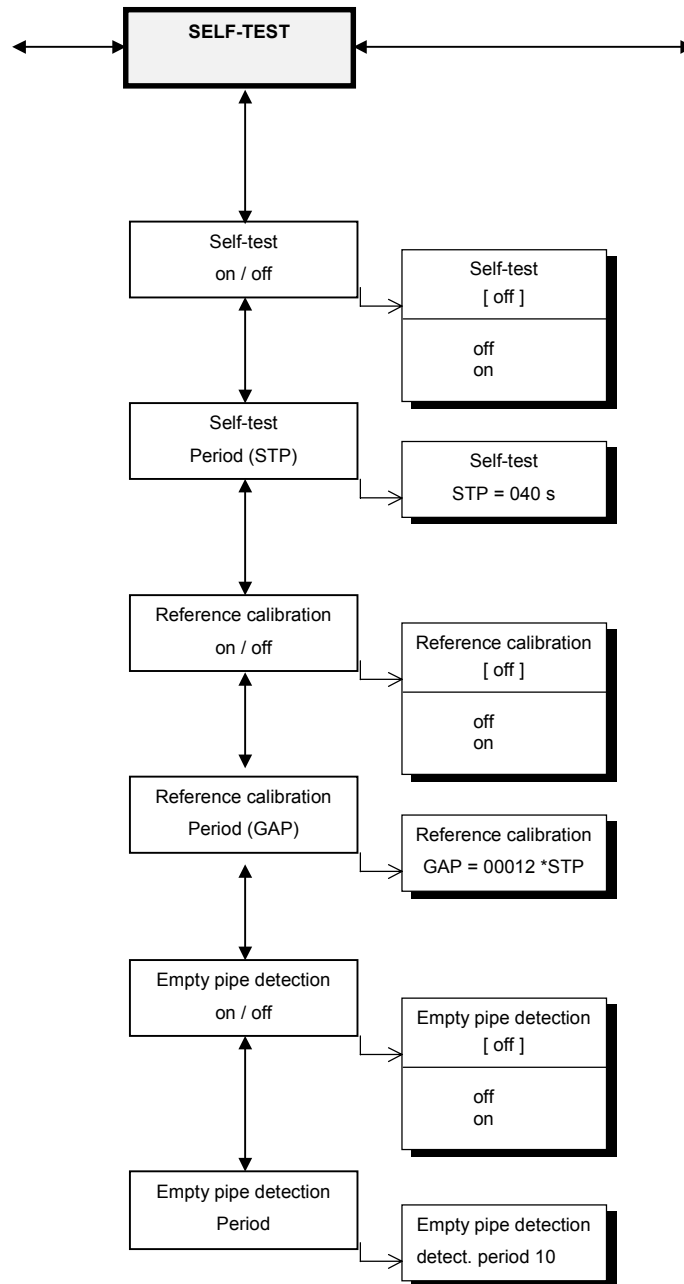 SELF-TEST
Self-test
on / off
Self-test
[ off ]
off
on
Self-test
Period (STP)
Self-test
STP = 040 s
Reference calibration
on / off
Reference calibration
[ off ]
off
on
Reference calibration
Period (GAP)
Reference calibration
GAP = 00012 *STP
Empty pipe detection
on / off
Empty pipe detection
[ off ]
off
on
Empty pipe detection
Period
Empty pipe detection
detect. period 10